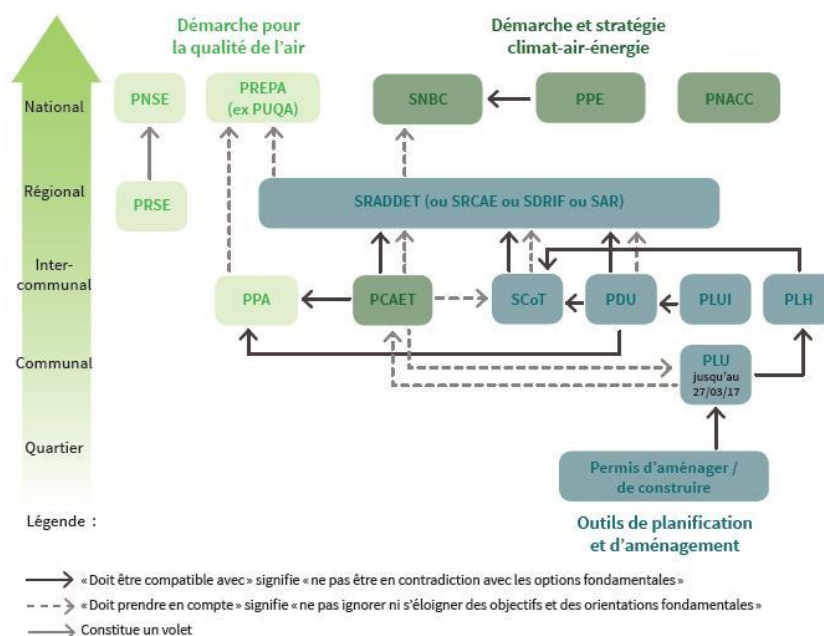 Démarche pour
la qualité de l'air
Démarche et stratégie
climat-air-énergie
National
PNSE
PREPA
(ex PUQA)
SNBC
PPE
PNACC
Régional
PRSE
SRADDET (ou SRCAE ou SDRIF ou SAR)
Inter-
communal
PPA
PCAET
SCoT
PDU
PLUI
PLH
Communal
PLU
jusqu'au
27/03/17
Quartier
Permis d'aménager /
de construire
Légende :
Outils de planification
et d'aménagement
« Doit être compatible avec » signifie « ne pas être en contradiction avec les options fondamentales »
« Doit prendre en compte » signifie « ne pas ignorer ni s'éloigner des objectifs et des orientations fondamentales »
Constitue un volet